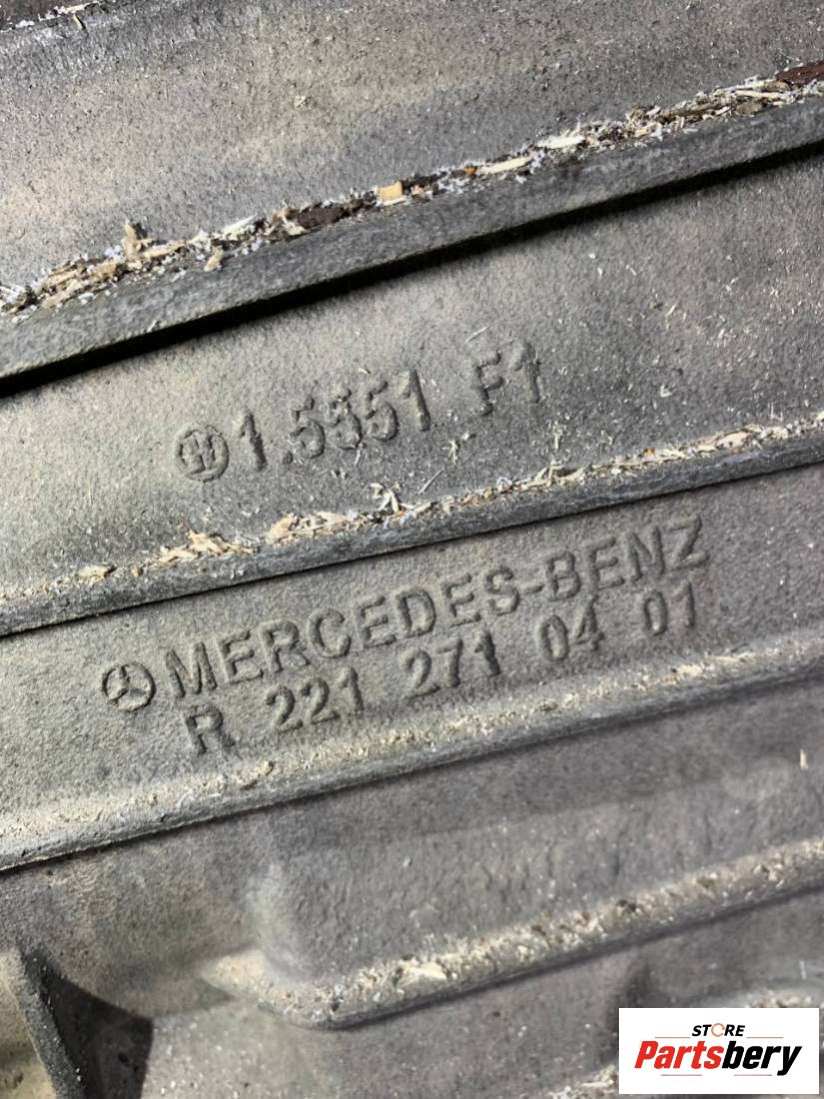 1.5551 F1
MERCEDES-BENZ
R 221 271 04 01
STORE
Partsbery